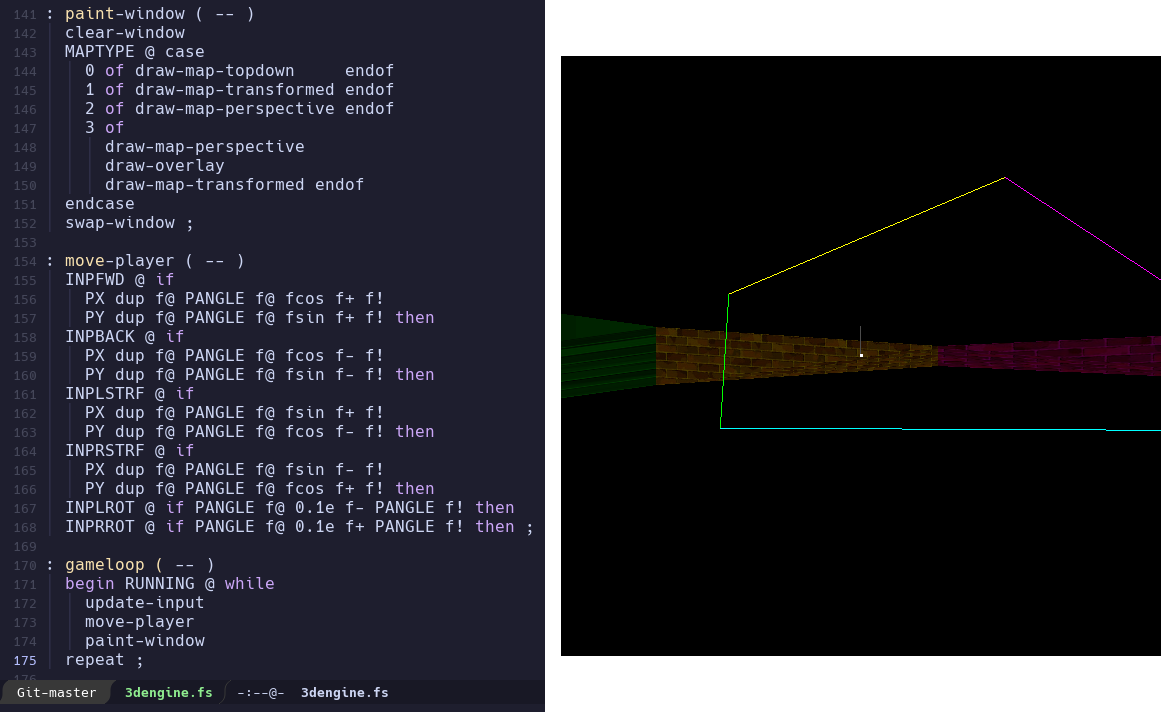 141 : paint-window ( -- )
142 clear-window
143 MAPTYPE @ case
144 0 of draw-map-topdown     endof
145 1 of draw-map-transformed endof
146 2 of draw-map-perspective endof
147 3 of
148 draw-map-perspective
149 draw-overlay
150 draw-map-transformed endof
151 endcase
152 swap-window ;
153
154 : move-player ( -- )
155 INPFWD @ if
156 PX dup f@ PANGLE f@ fcos f+ f!
157 PY dup f@ PANGLE f@ fsin f+ f! then
158 INPBACK @ if
159 PX dup f@ PANGLE f@ fcos f- f!
160 PY dup f@ PANGLE f@ fsin f- f! then
161 INPLSTRF @ if
162 PX dup f@ PANGLE f@ fsin f+ f!
163 PY dup f@ PANGLE f@ fcos f- f! then
164 INPRSTRF @ if
165 PX dup f@ PANGLE f@ fsin f- f!
166 PY dup f@ PANGLE f@ fcos f+ f! then
167 INPLROT @ if PANGLE f@ 0.1e f- PANGLE f! then
168 INPRROT @ if PANGLE f@ 0.1e f+ PANGLE f! then ;
169
170 : gameloop ( -- )
171 begin RUNNING @ while
172 update-input
173 move-player
174 paint-window
175 repeat ;
176
Git-master 3dengine.fs -:--@- 3dengine.fs